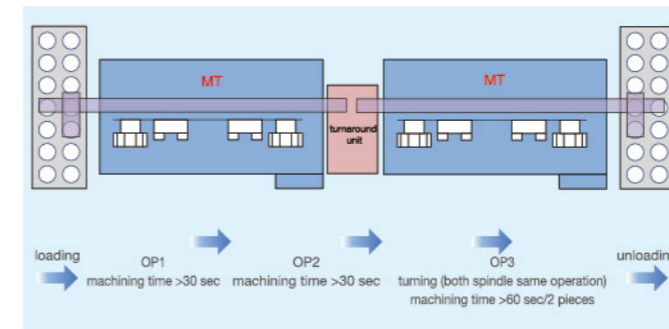 MT
MT
turnaround
unit
loading
OP1
machining time >30 sec
OP2
machining time >30 sec
OP3
turning (both spindle same operation)
machining time >60 sec/2 pieces
unloading